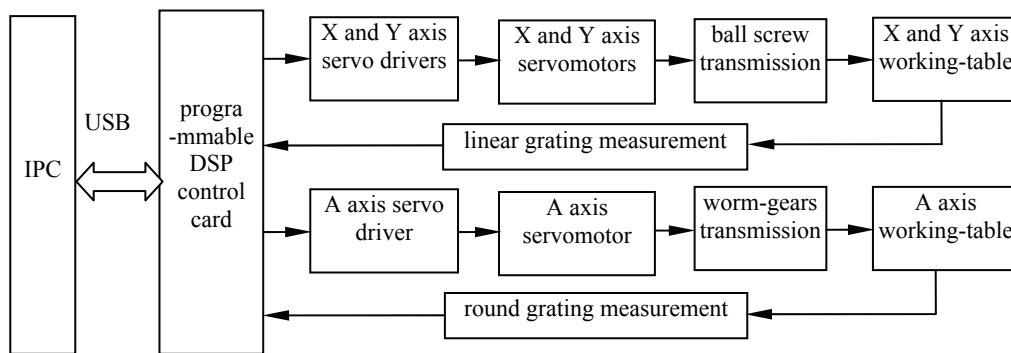 IPC
USB
progra
-mmable
DSP
control
card
X and Y axis
servo drivers
X and Y axis
servomotors
ball screw
transmission
X and Y axis
working-table
linear grating measurement
A axis servo
driver
A axis
servomotor
worm-gears
transmission
A axis
working-table
round grating measurement